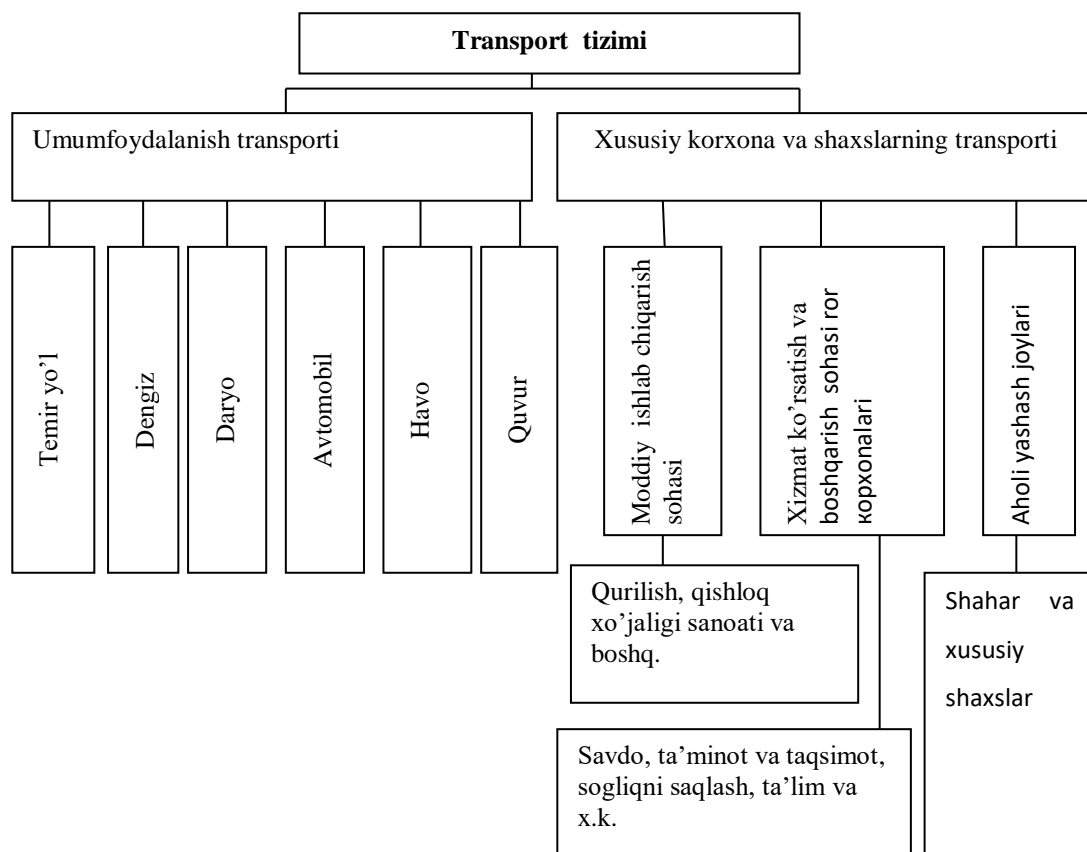 Transport tizimi
Umumfoydalanish transporti
Xususiy korxona va shaxslarning transporti
Temir yo’l
Dengiz
Daryo
Avtomobil
Havo
Quvur
Moddiy ishlab chiqarish
sohasi
Xizmat ko’rsatish va
boshqarish sohasi ror
корхоnalari
Aholi yashash joylari
Qurilish, qishloq
xo’jaligi sanoati va
boshq.
Shahar va
xususiy
shaxslar
Savdo, ta’minot va taqsimot,
sogliqni saqlash, ta’lim va
x.k.